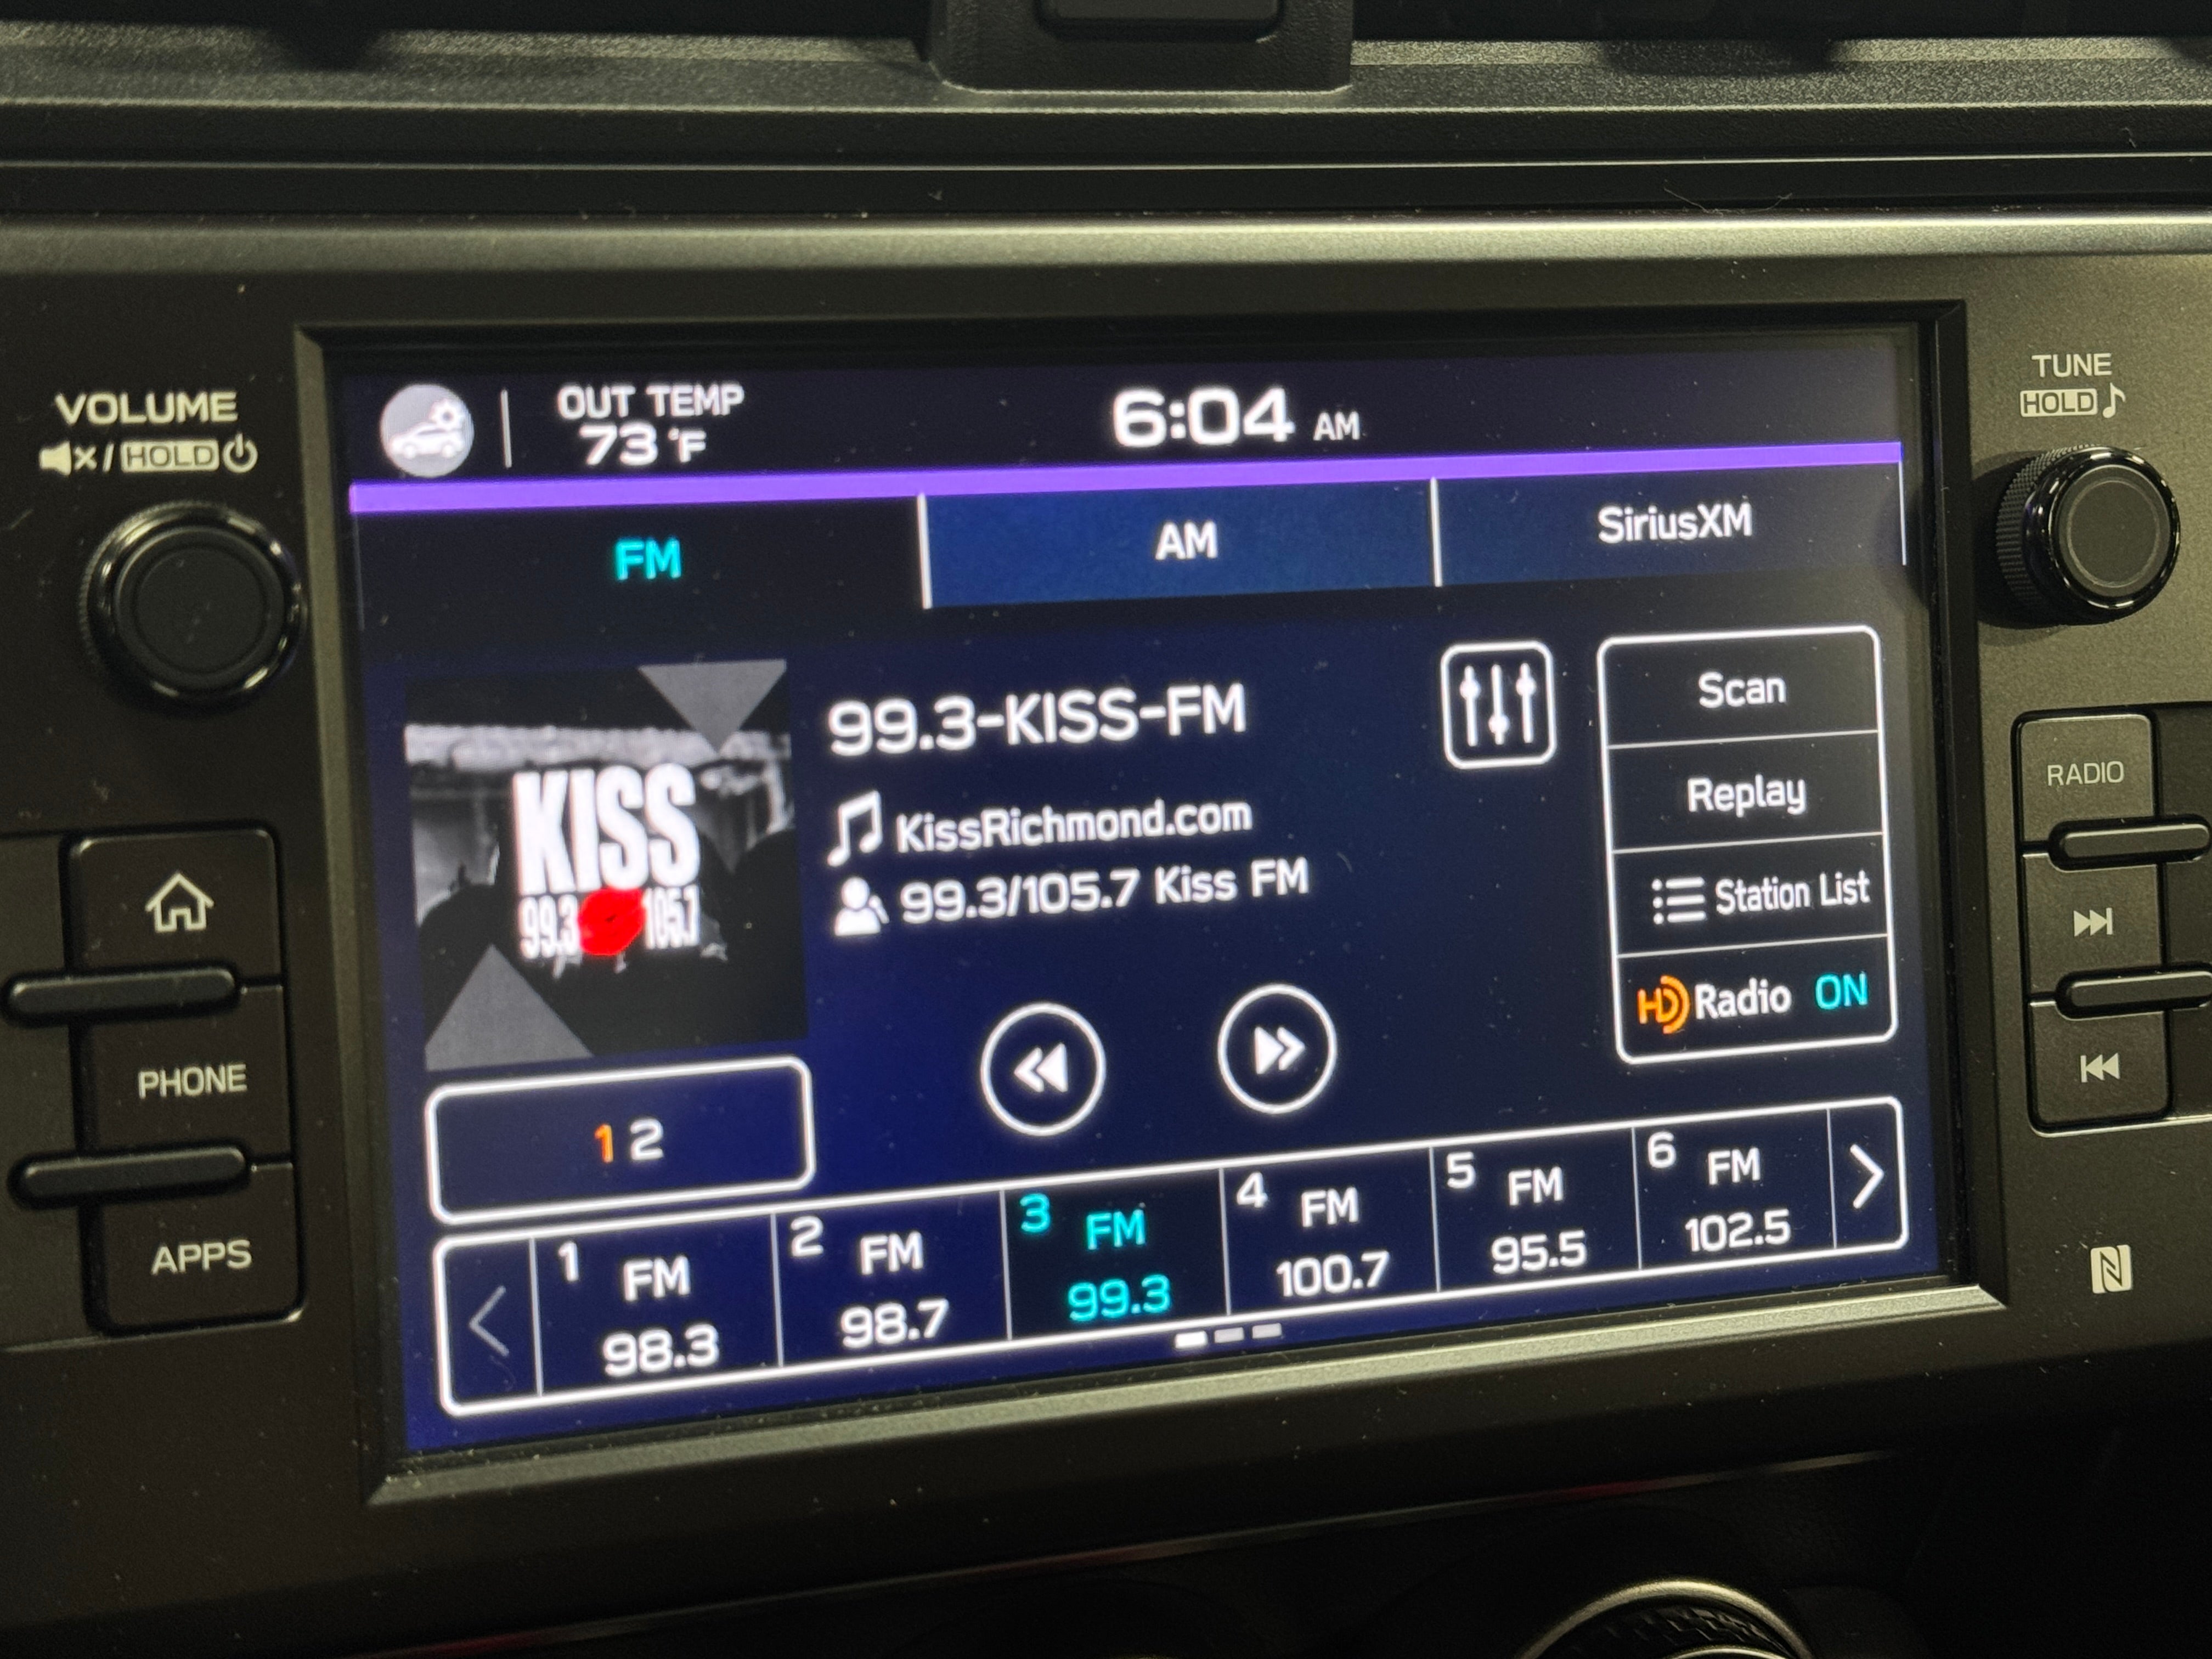 VOLUME
/ HOLD
TUNE
HOLD
OUT TEMP
73 °F
6:04 AM
FM
AM
SiriusXM
KISS
99.3 105.7
99.3-KISS-FM
KissRichmond.com
99.3/105.7 Kiss FM
Scan
Replay
Station List
HD Radio ON
RADIO
PHONE
APPS
1 2
1 FM 98.3
2 FM 98.7
3 FM 99.3
4 FM 100.7
5 FM 95.5
6 FM 102.5